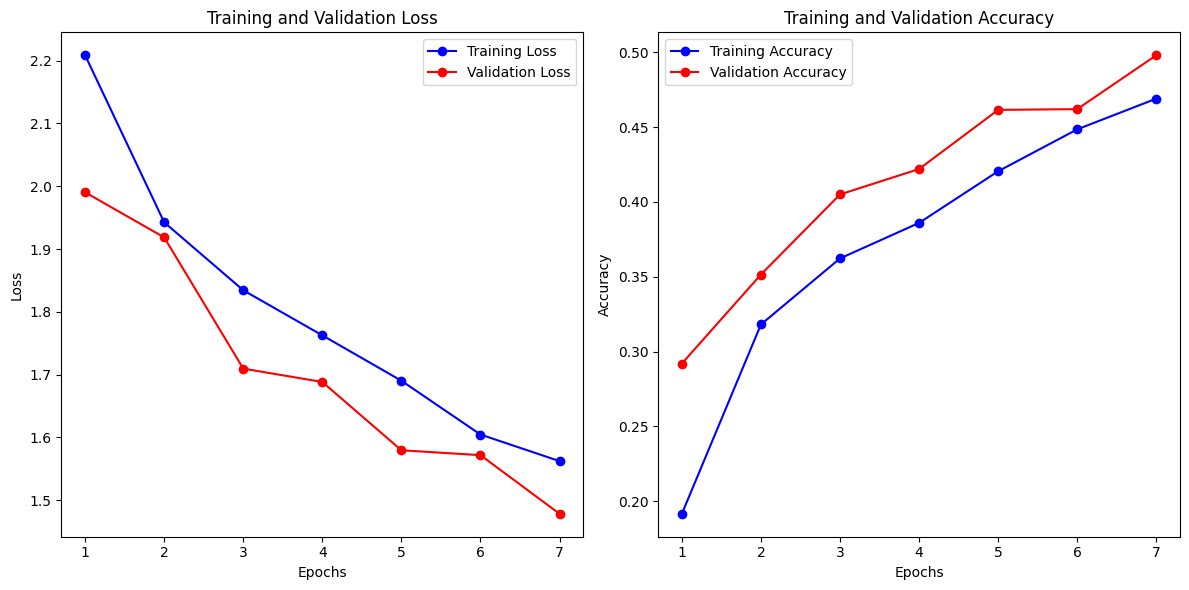 Training and Validation Loss
Training Loss
Validation Loss
2.2
2.1
2.0
1.9
1.8
1.7
1.6
1.5
Loss
1 2 3 4 5 6 7
Epochs
Training and Validation Accuracy
Training Accuracy
Validation Accuracy
0.50
0.45
0.40
0.35
0.30
0.25
0.20
Accuracy
1 2 3 4 5 6 7
Epochs